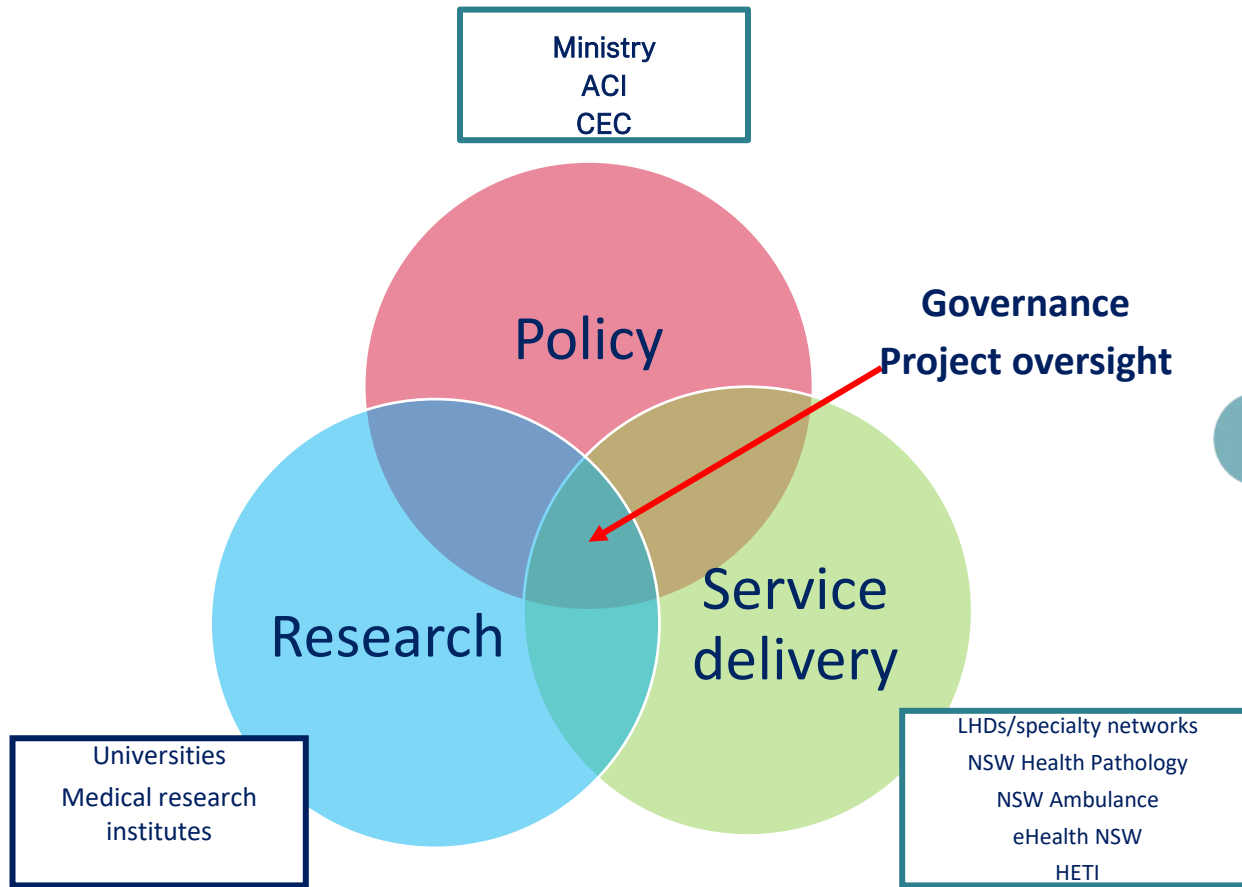 Ministry
ACI
CEC
Governance
Project oversight
Policy
Service
delivery
Research
LHDs/specialty networks
NSW Health Pathology
NSW Ambulance
eHealth NSW
HETI
Universities
Medical research
institutes